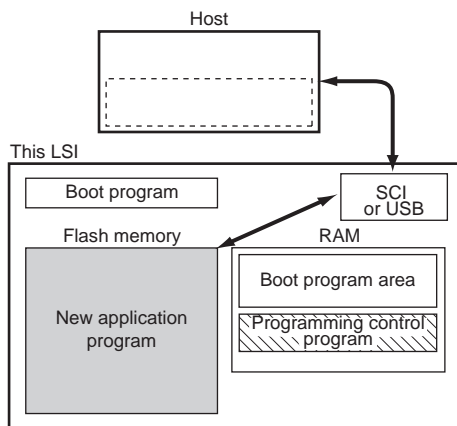 Host
This LSI
Boot program
SCI
or USB
Flash memory
RAM
New application
program
Boot program area
Programming control
program